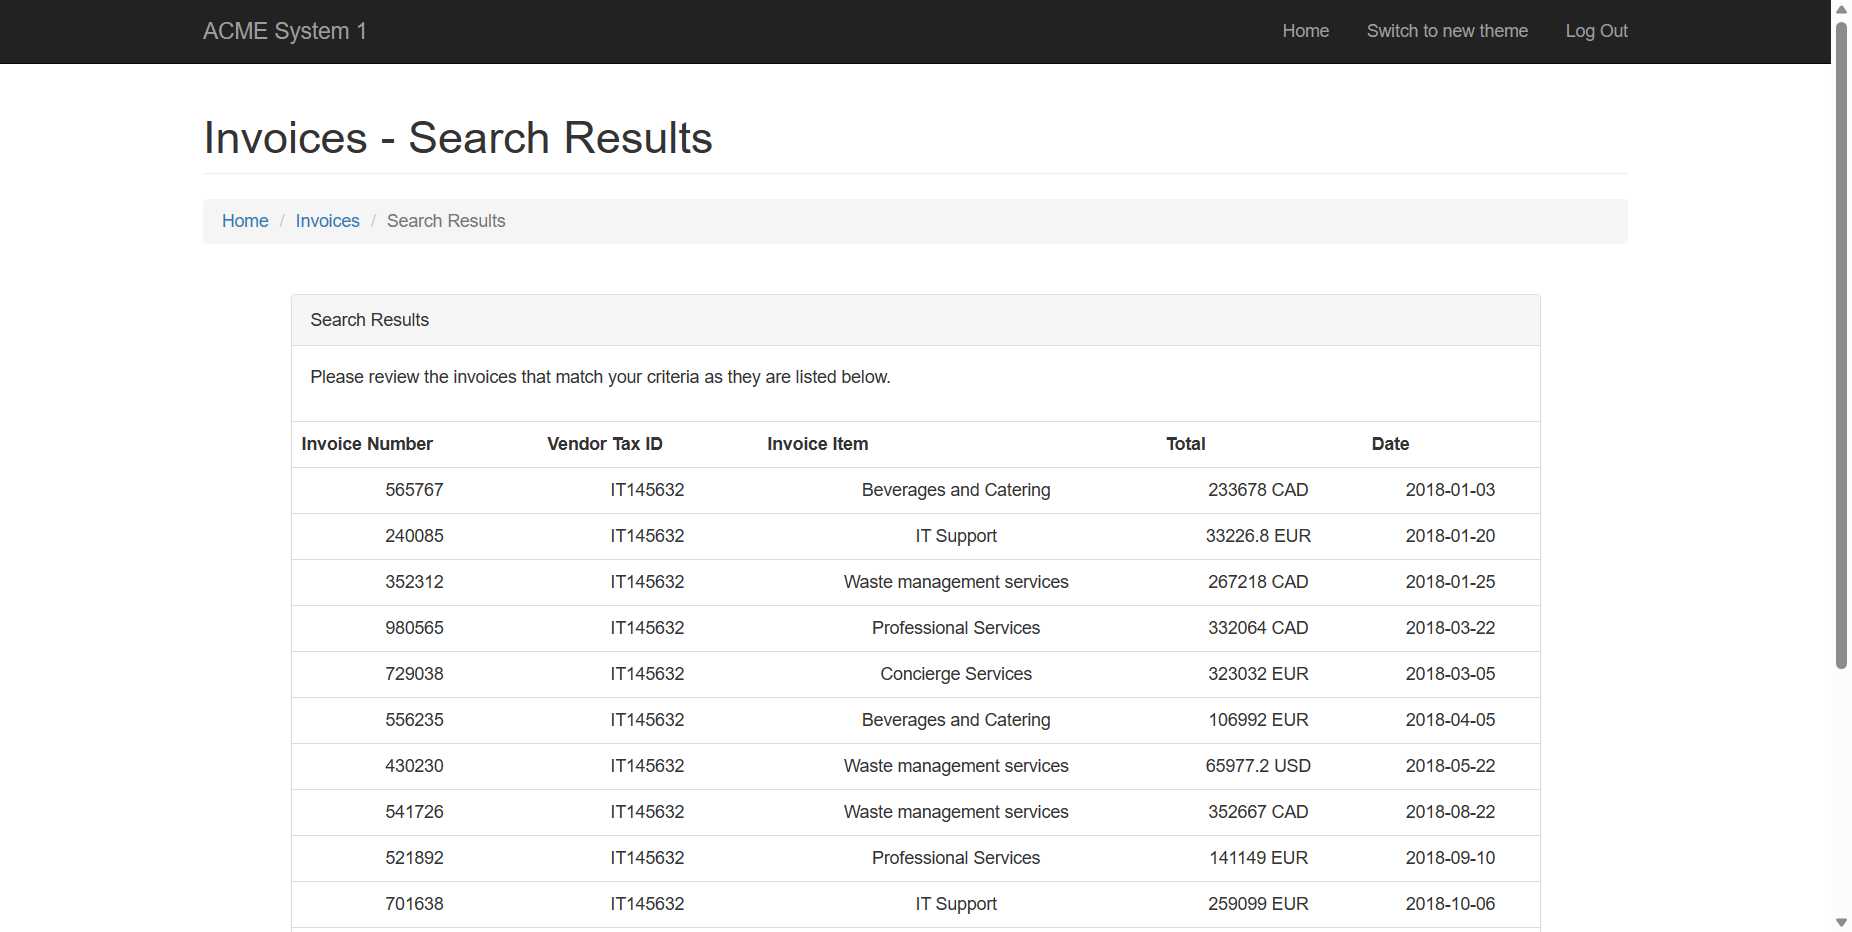 ACME System 1 Home Switch to new theme Log Out
Invoices - Search Results
Home / Invoices / Search Results
Search Results
Please review the invoices that match your criteria as they are listed below.
Invoice Number Vendor Tax ID Invoice Item Total Date
565767 IT145632 Beverages and Catering 233678 CAD 2018-01-03
240085 IT145632 IT Support 33226.8 EUR 2018-01-20
352312 IT145632 Waste management services 267218 CAD 2018-01-25
980565 IT145632 Professional Services 332064 CAD 2018-03-22
729038 IT145632 Concierge Services 323032 EUR 2018-03-05
556235 IT145632 Beverages and Catering 106992 EUR 2018-04-05
430230 IT145632 Waste management services 65977.2 USD 2018-05-22
541726 IT145632 Waste management services 352667 CAD 2018-08-22
521892 IT145632 Professional Services 141149 EUR 2018-09-10
701638 IT145632 IT Support 259099 EUR 2018-10-06